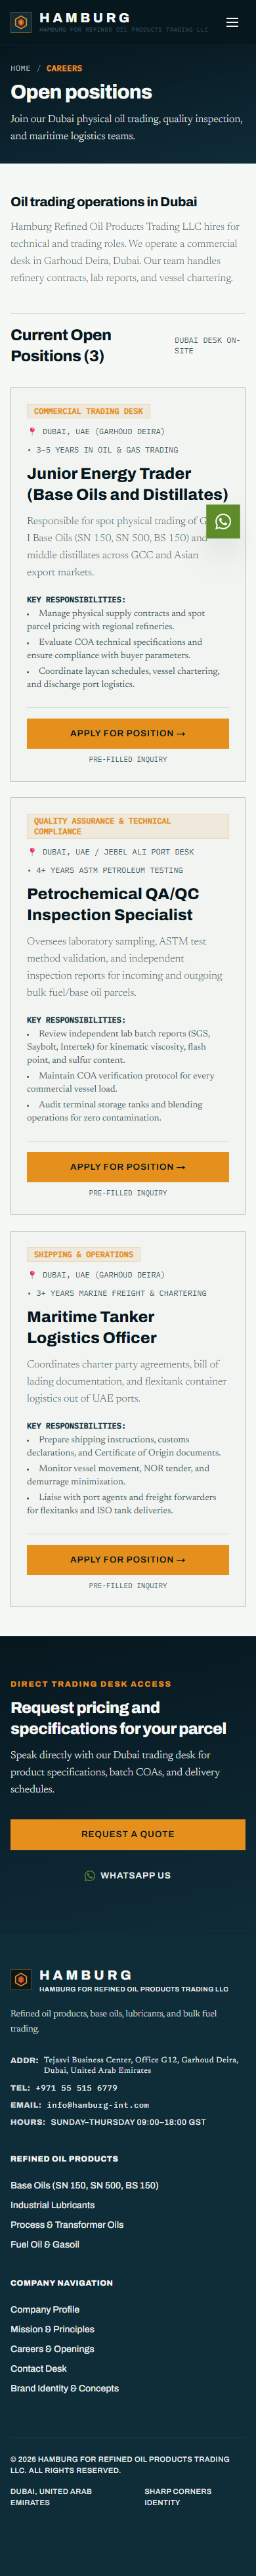 HAMBURG
HAMBURG FOR REFINED OIL PRODUCTS TRADING LLC
HOME / CAREERS
Open positions
Join our Dubai physical oil trading, quality inspection,
and maritime logistics teams.
Oil trading operations in Dubai
Hamburg Refined Oil Products Trading LLC hires for
technical and trading roles. We operate a commercial
desk in Garhoud Deira, Dubai. Our team handles
refinery contracts, lab reports, and vessel chartering.
Current Open
Positions (3)
DUBAI DESK ON-
SITE
COMMERCIAL TRADING DESK
DUBAI, UAE (GARHOUD DEIRA)
• 3–5 YEARS IN OIL & GAS TRADING
Junior Energy Trader
(Base Oils and Distillates)
Responsible for spot physical trading of G
I Base Oils (SN 150, SN 500, BS 150) and
middle distillates across GCC and Asian
export markets.
KEY RESPONSIBILITIES:
• Manage physical supply contracts and spot
parcel pricing with regional refineries.
• Evaluate COA technical specifications and
ensure compliance with buyer parameters.
• Coordinate laycan schedules, vessel chartering,
and discharge port logistics.
APPLY FOR POSITION →
PRE-FILLED INQUIRY
QUALITY ASSURANCE & TECHNICAL
COMPLIANCE
DUBAI, UAE / JEBEL ALI PORT DESK
• 4+ YEARS ASTM PETROLEUM TESTING
Petrochemical QA/QC
Inspection Specialist
Oversees laboratory sampling, ASTM test
method validation, and independent
inspection reports for incoming and outgoing
bulk fuel/base oil parcels.
KEY RESPONSIBILITIES:
• Review independent lab batch reports (SGS,
Saybolt, Intertek) for kinematic viscosity, flash
point, and sulfur content.
• Maintain COA verification protocol for every
commercial vessel load.
• Audit terminal storage tanks and blending
operations for zero contamination.
APPLY FOR POSITION →
PRE-FILLED INQUIRY
SHIPPING & OPERATIONS
DUBAI, UAE (GARHOUD DEIRA)
• 3+ YEARS MARINE FREIGHT & CHARTERING
Maritime Tanker
Logistics Officer
Coordinates charter party agreements, bill of
lading documentation, and flexitank container
logistics out of UAE ports.
KEY RESPONSIBILITIES:
• Prepare shipping instructions, customs
declarations, and Certificate of Origin documents.
• Monitor vessel movement, NOR tender, and
demurrage minimization.
• Liaise with port agents and freight forwarders
for flexitanks and ISO tank deliveries.
APPLY FOR POSITION →
PRE-FILLED INQUIRY
DIRECT TRADING DESK ACCESS
Request pricing and
specifications for your parcel
Speak directly with our Dubai trading desk for
product specifications, batch COAs, and delivery
schedules.
REQUEST A QUOTE
WHATSAPP US
HAMBURG
HAMBURG FOR REFINED OIL PRODUCTS TRADING LLC
Refined oil products, base oils, lubricants, and bulk fuel
trading.
ADDR: Tejasvi Business Center, Office G12, Garhoud Deira,
Dubai, United Arab Emirates
TEL: +971 55 515 6779
EMAIL: info@hamburg-int.com
HOURS: SUNDAY–THURSDAY 09:00–18:00 GST
REFINED OIL PRODUCTS
Base Oils (SN 150, SN 500, BS 150)
Industrial Lubricants
Process & Transformer Oils
Fuel Oil & Gasoil
COMPANY NAVIGATION
Company Profile
Mission & Principles
Careers & Openings
Contact Desk
Brand Identity & Concepts
© 2026 HAMBURG FOR REFINED OIL PRODUCTS TRADING
LLC. ALL RIGHTS RESERVED.
DUBAI, UNITED ARAB
EMIRATES
SHARP CORNERS
IDENTITY